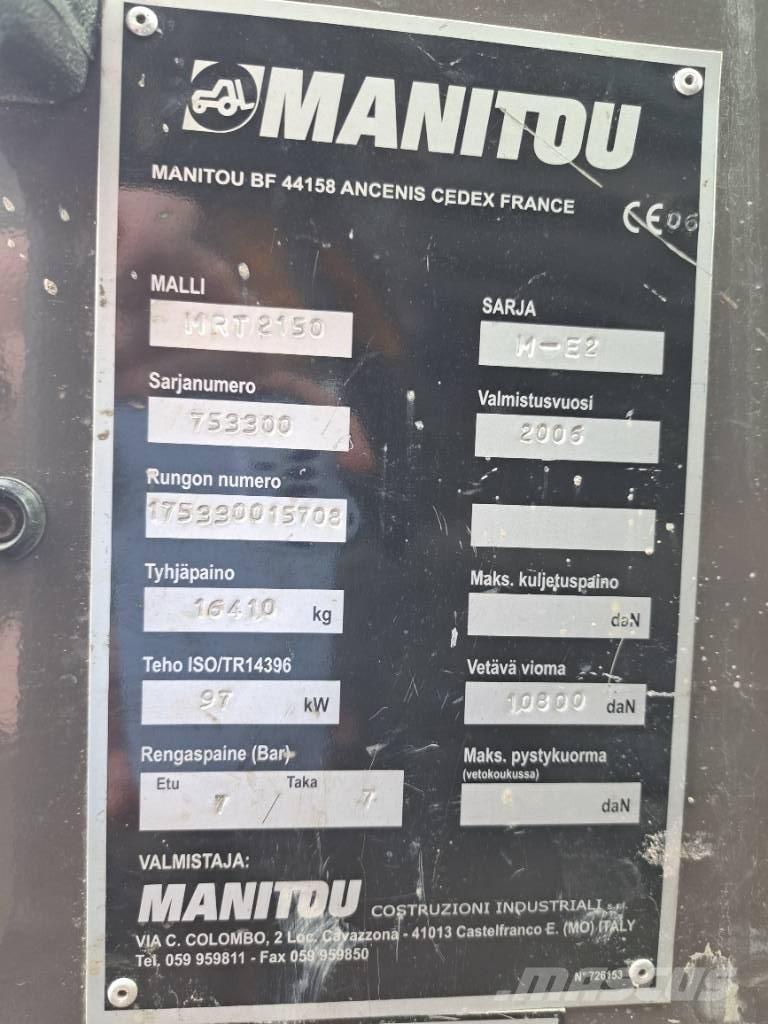 MANITOU
MANITOU BF 44158 ANCENIS CEDEX FRANCE
CE 06
MALLI
MRT 2150
SARJA
M-E2
Sarjanumero
753300
Valmistusvuosi
2006
Rungon numero
175330015708
Tyhjäpaino
16410 kg
Maks. kuljetuspaino
daN
Teho ISO/TR14396
97 kW
Vetävä vioma
10800 daN
Rengaspaine (Bar)
Etu 7 / Taka 7
Maks. pystykuorma
(vetokoukussa)
daN
VALMISTAJA:
MANITOU COSTRUZIONI INDUSTRIALI s.r.l.
VIA C. COLOMBO, 2 Loc. Cavazzona - 41013 Castelfranco E. (MO) ITALY
Tel. 059 959811 - Fax 059 959850
N° 726153
MASCUS